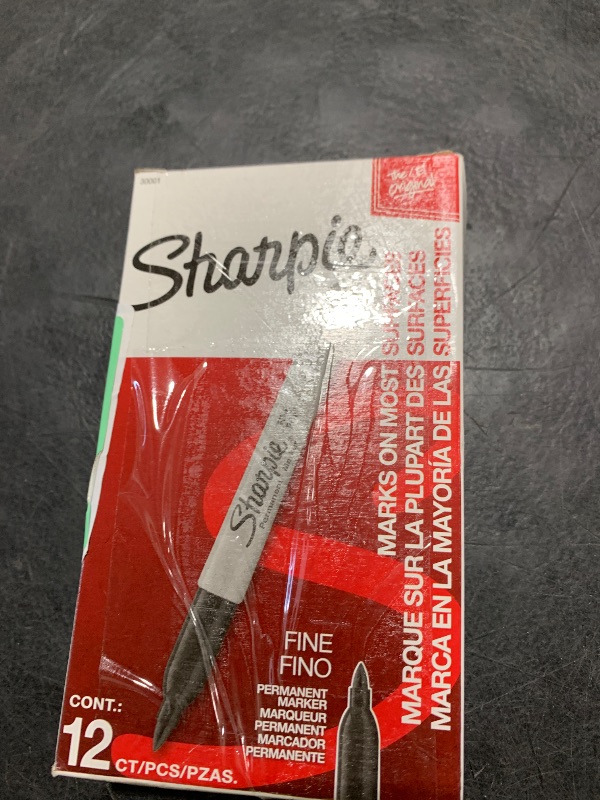 30001
the
Original
Sharpie
MARKS ON MOST SURFACES
MARQUE SUR LA PLUPART DES SURFACES
MARCA EN LA MAYORÍA DE LAS SUPERFICIES
Sharpie
Permanent
FINE
FINO
PERMANENT
MARKER
MARQUEUR
PERMANENT
MARCADOR
PERMANENTE
CONT.:
12 CT/PCS/PZAS.